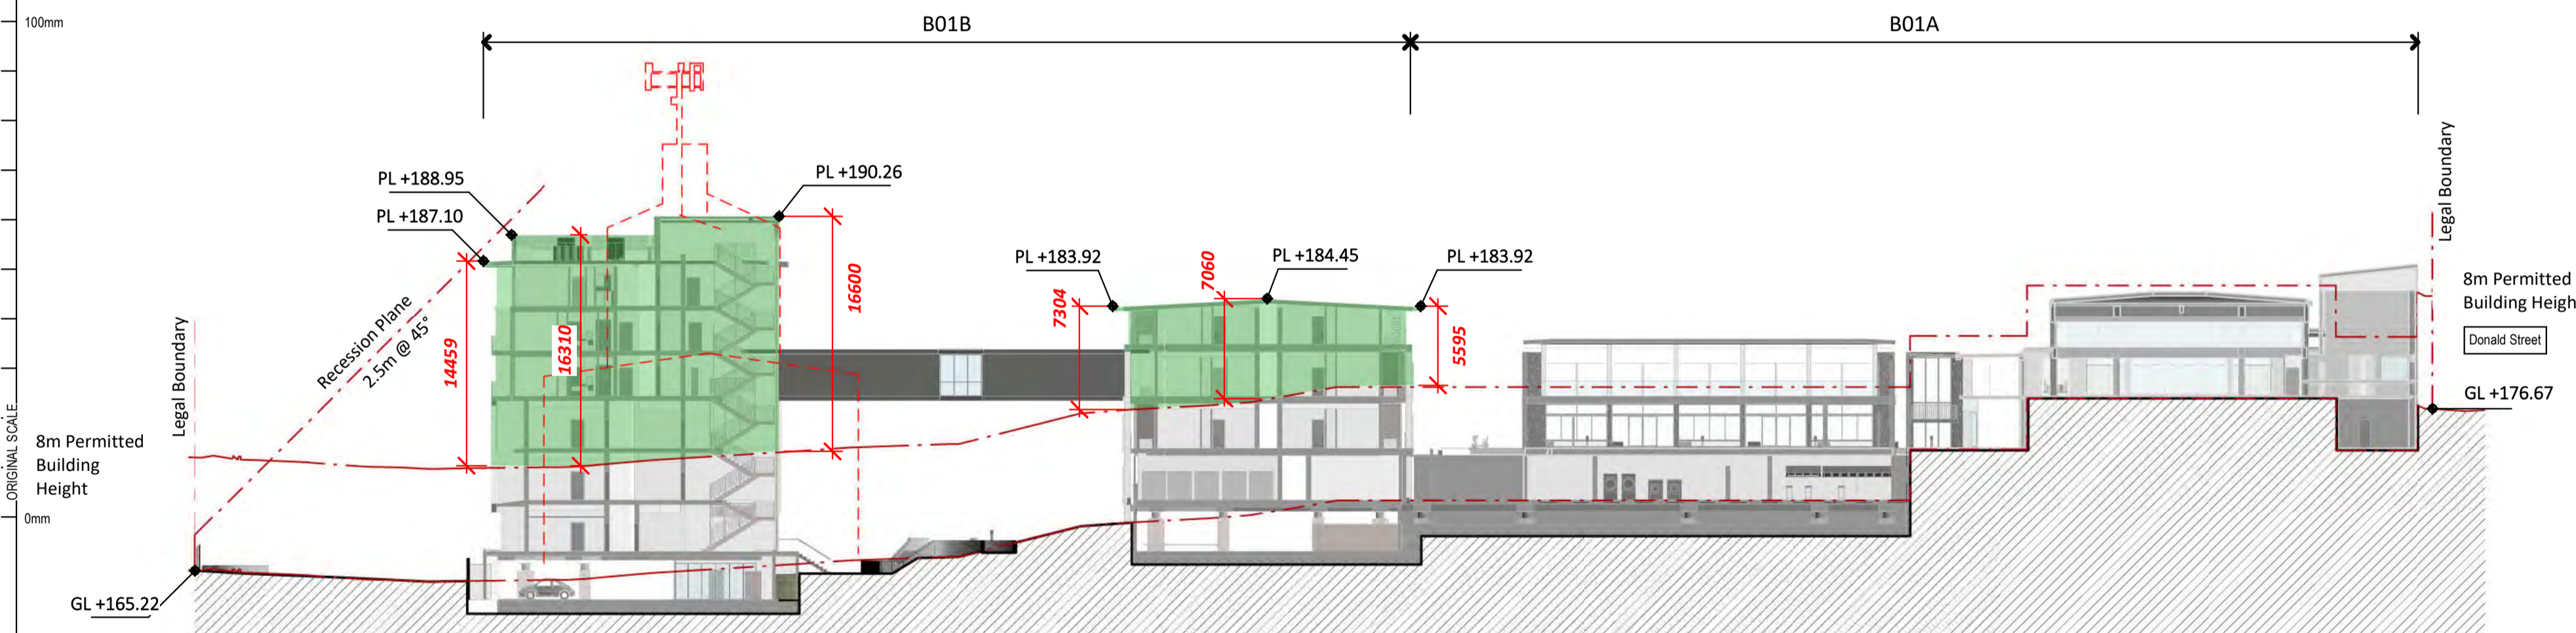 100mm
B01B
B01A
PL +188.95
PL +190.26
PL +187.10
PL +183.92
7060
PL +184.45
PL +183.92
Legal Boundary
8m Permitted
Building Heigh
Donald Street
GL +176.67
Recession Plane
2.5m @ 45°
14459
16310
16600
7304
5595
Legal Boundary
8m Permitted
Building
Height
ORIGINAL SCALE
0mm
GL +165.22